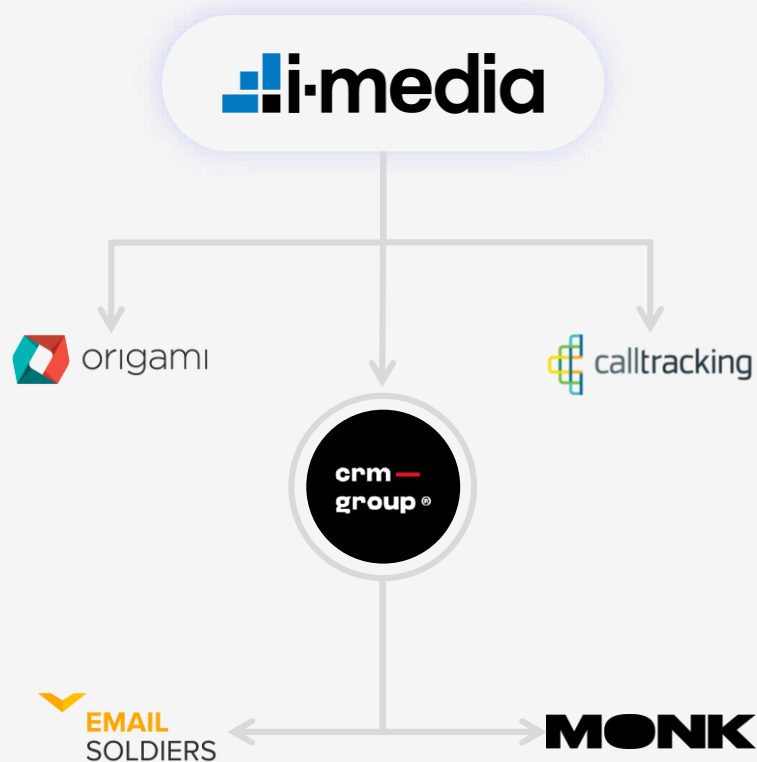 i·media
origami
calltracking
crm—
group ®
EMAIL
SOLDIERS
MONK